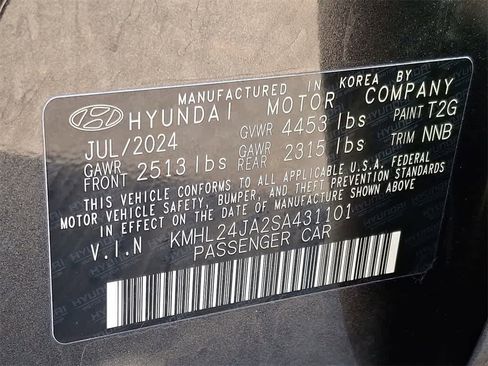 MANUFACTURED IN KOREA BY
HYUNDAI MOTOR COMPANY
JUL/2024 GVWR 4453 lbs PAINT T2G
GAWR FRONT 2513 lbs GAWR REAR 2315 lbs TRIM NNB
THIS VEHICLE CONFORMS TO ALL APPLICABLE U.S.A. FEDERAL
MOTOR VEHICLE SAFETY, BUMPER, AND THEFT PREVENTION STANDARDS
IN EFFECT ON THE DATE OF MANUFACTURE SHOWN ABOVE.
V.I.N KMHL24JA2SA431101
PASSENGER CAR